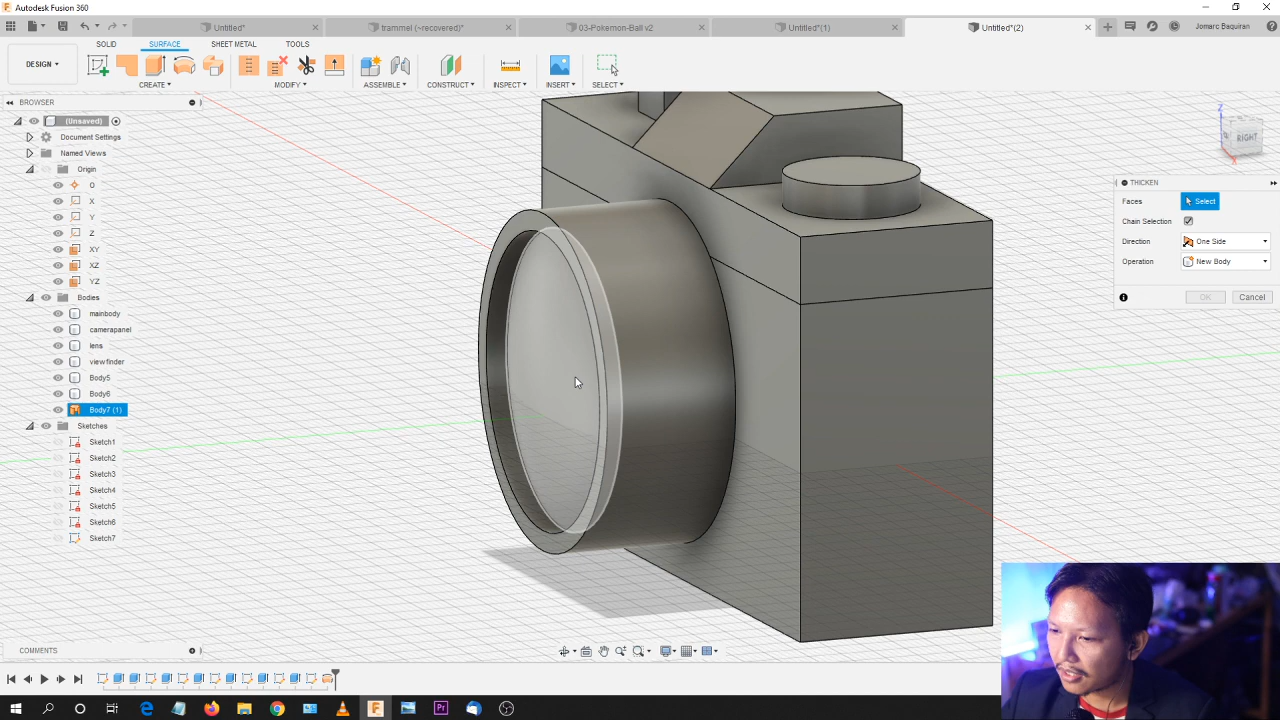 Autodesk Fusion 360
Untitled*
trammel (~recovered)*
03-Pokemon-Ball v2
Untitled*(1)
Untitled*(2)
Jomarc Baquiran
SOLID
SURFACE
SHEET METAL
TOOLS
DESIGN
CREATE
MODIFY
ASSEMBLE
CONSTRUCT
INSPECT
INSERT
SELECT
BROWSER
(Unsaved)
Document Settings
Named Views
Origin
O
X
Y
Z
XY
XZ
YZ
Bodies
mainbody
camerapanel
lens
viewfinder
Body5
Body6
Body7 (1)
Sketches
Sketch1
Sketch2
Sketch3
Sketch4
Sketch5
Sketch6
Sketch7
Z
RIGHT
X
THICKEN
Faces Select
Chain Selection
Direction One Side
Operation New Body
OK Cancel
COMMENTS